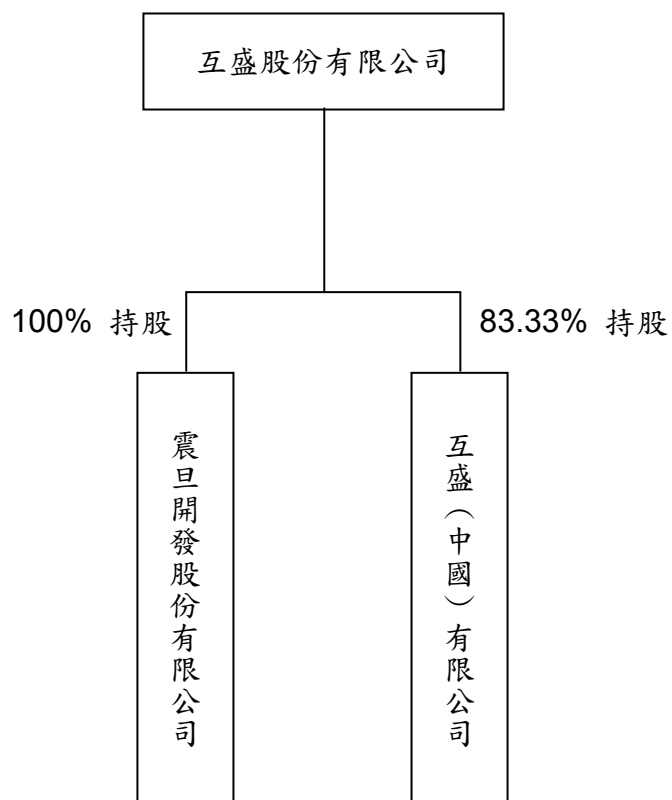 互盛股份有限公司
100% 持股
83.33% 持股
震旦開發股份有限公司
互盛（中國）有限公司